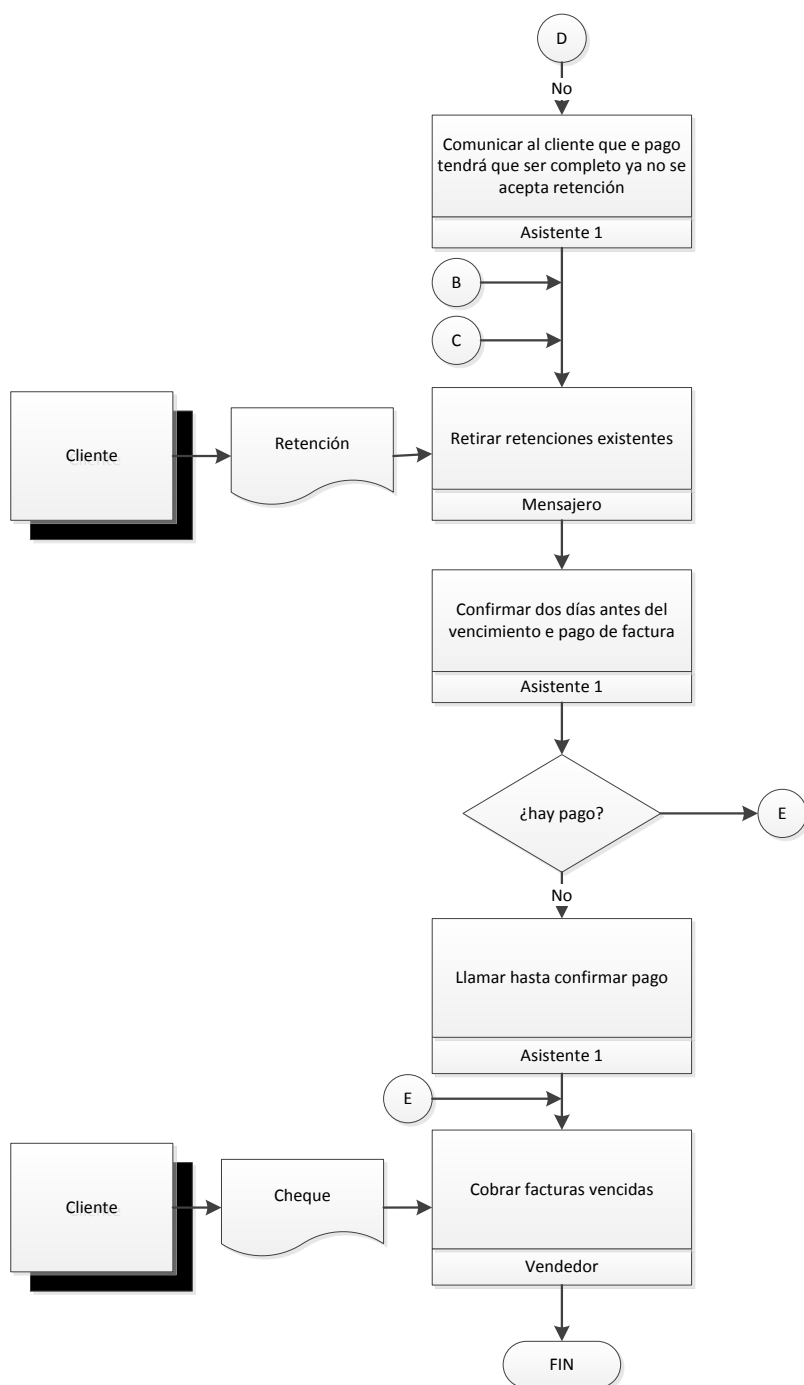 D
No
Comunicar al cliente que e pago
tendrá que ser completo ya no se
acepta retención
Asistente 1
B
C
Cliente
Retención
Retirar retenciones existentes
Mensajero
Confirmar dos días antes del
vencimiento e pago de factura
Asistente 1
¿hay pago?
E
No
Llamar hasta confirmar pago
Asistente 1
E
Cliente
Cheque
Cobrar facturas vencidas
Vendedor
FIN